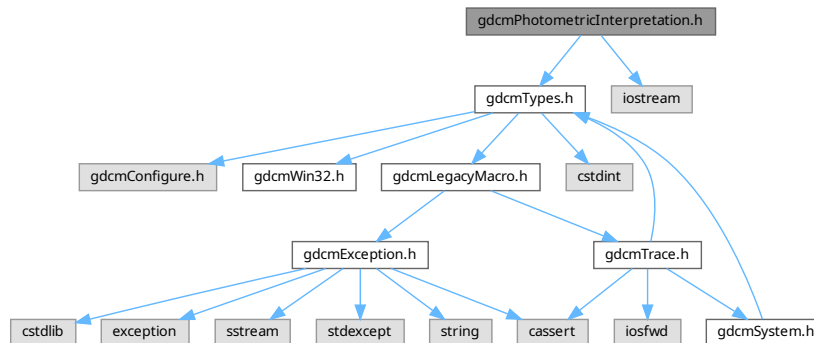 gdcmPhotometricInterpretation.h
gdcmTypes.h
iostream
gdcmConfigure.h
gdcmWin32.h
gdcmLegacyMacro.h
cstdint
gdcmException.h
gdcmTrace.h
cstdlib
exception
sstream
stdexcept
string
cassert
iosfwd
gdcmSystem.h